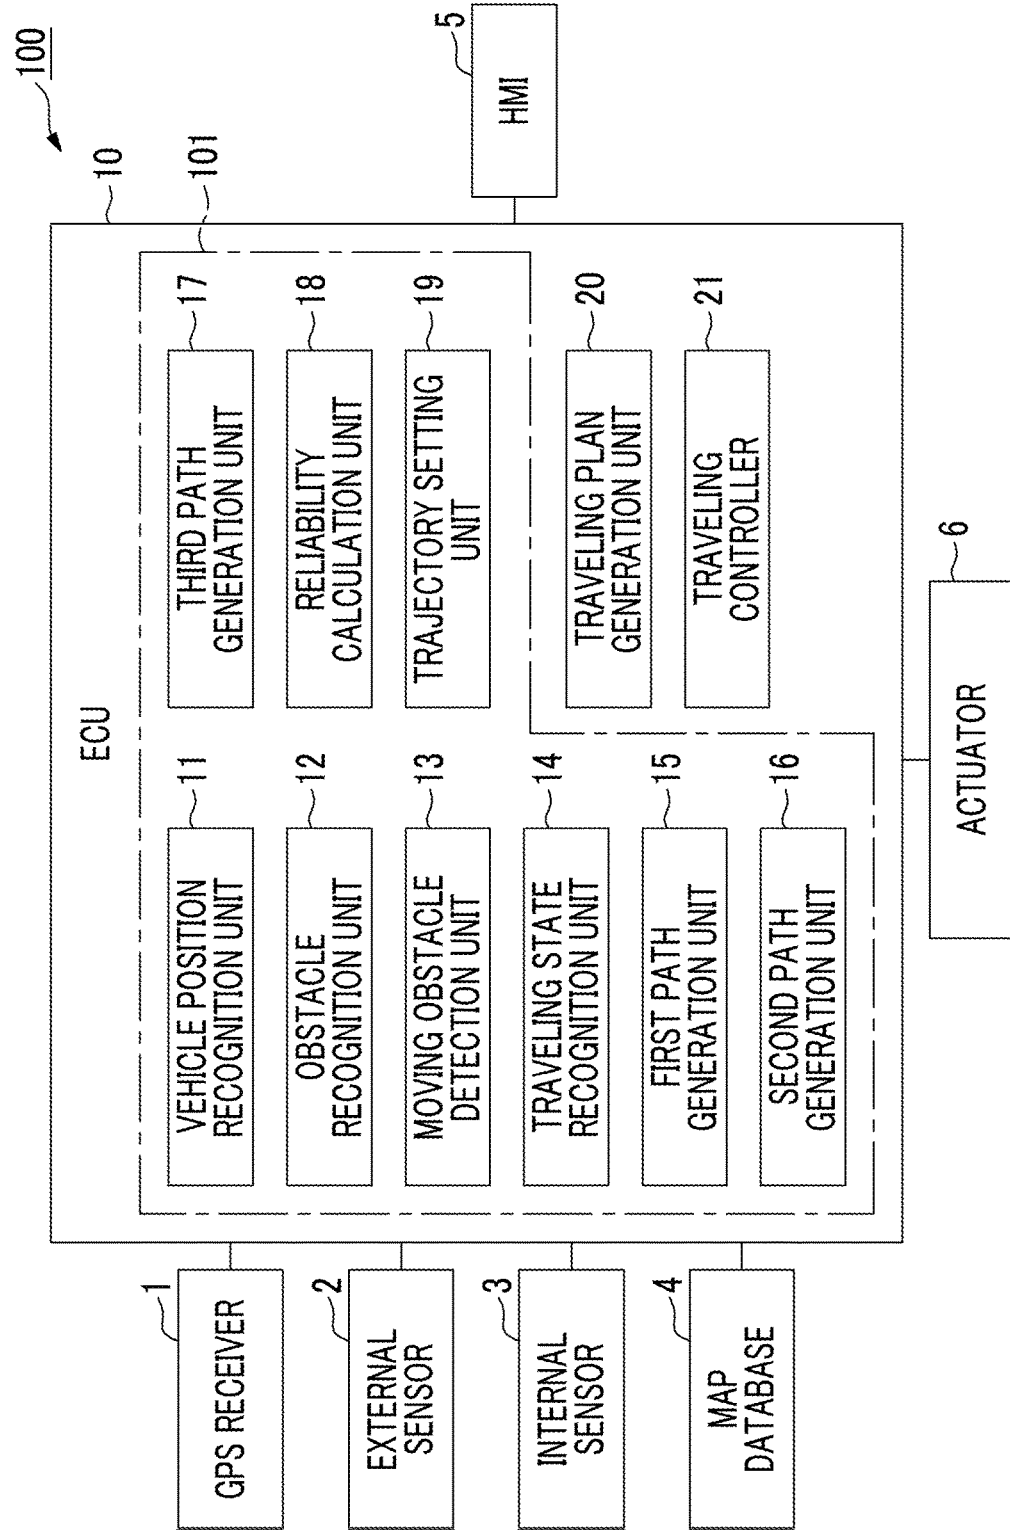 100
10
ECU
101
1
GPS RECEIVER
2
EXTERNAL
SENSOR
3
INTERNAL
SENSOR
4
MAP
DATABASE
11
VEHICLE POSITION
RECOGNITION UNIT
12
OBSTACLE
RECOGNITION UNIT
13
MOVING OBSTACLE
DETECTION UNIT
14
TRAVELING STATE
RECOGNITION UNIT
15
FIRST PATH
GENERATION UNIT
16
SECOND PATH
GENERATION UNIT
17
THIRD PATH
GENERATION UNIT
18
RELIABILITY
CALCULATION UNIT
19
TRAJECTORY SETTING
UNIT
20
TRAVELING PLAN
GENERATION UNIT
21
TRAVELING
CONTROLLER
5
HMI
6
ACTUATOR